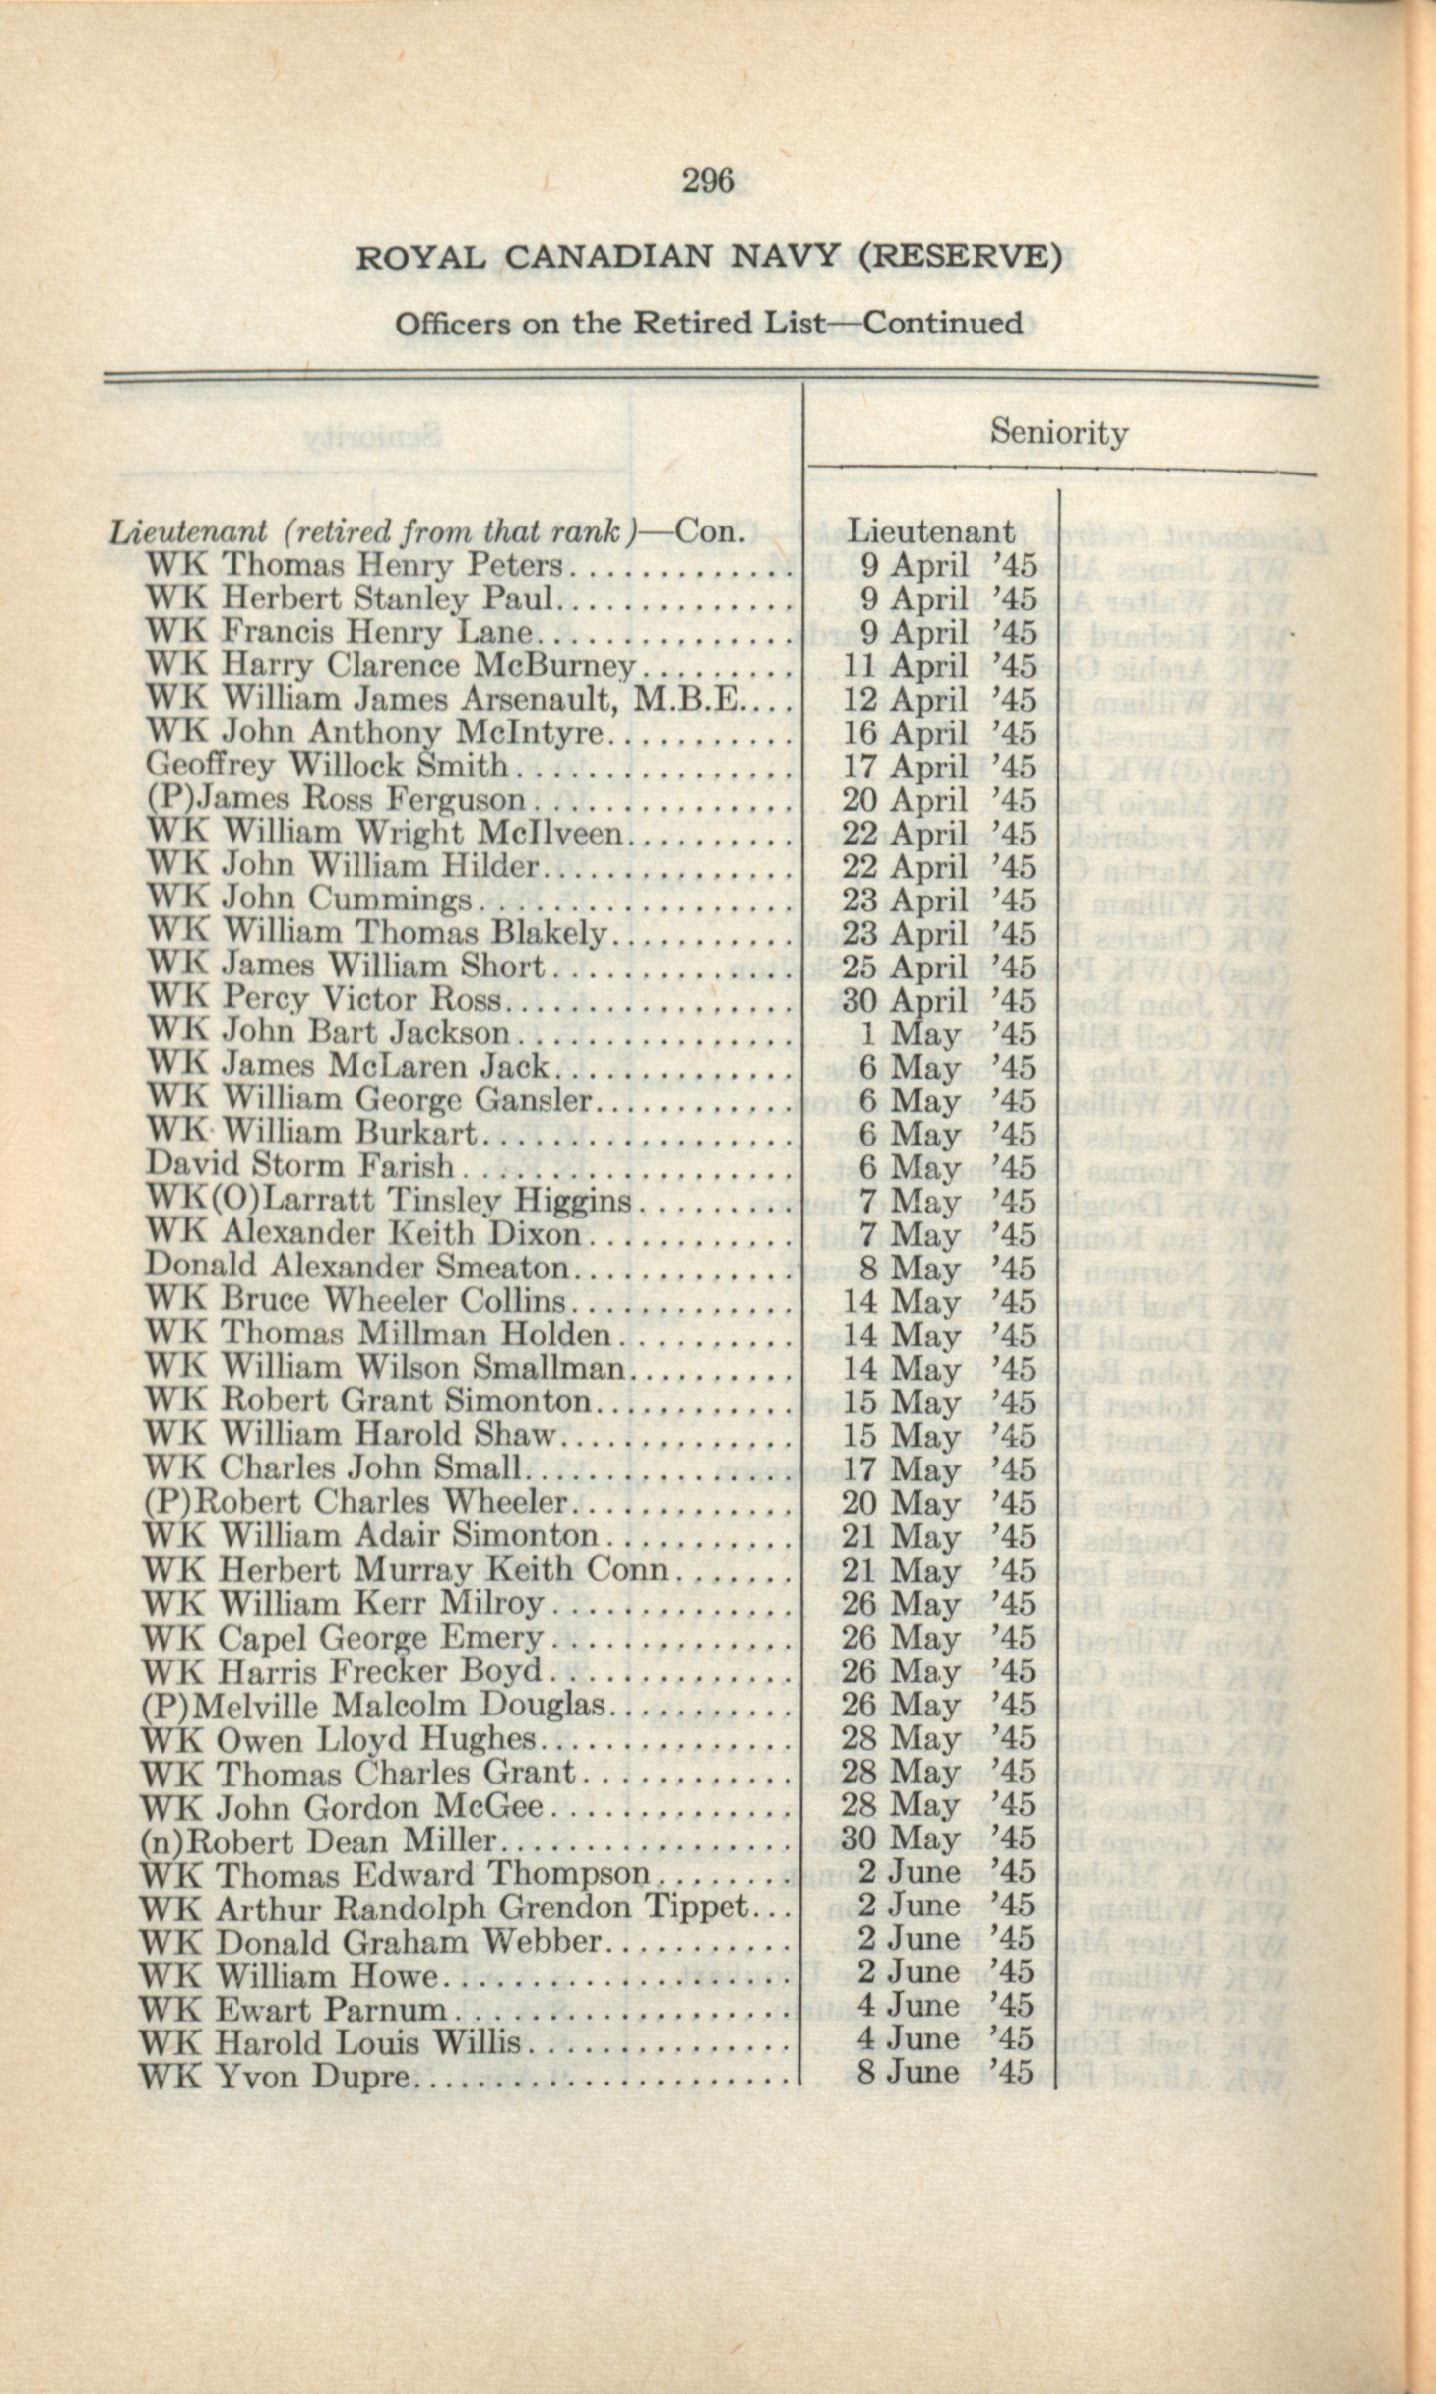 296
ROYAL CANADIAN NAVY (RESERVE)
Officers on the Retired List—Continued
Seniority
Lieutenant (retired from that rank)—Con. Lieutenant
WK Thomas Henry Peters............. 9 April '45
WK Herbert Stanley Paul.............. 9 April '45
WK Francis Henry Lane............... 9 April '45
WK Harry Clarence McBurney......... 11 April '45
WK William James Arsenault, M.B.E.... 12 April '45
WK John Anthony McIntyre........... 16 April '45
Geoffrey Willock Smith................ 17 April '45
(P)James Ross Ferguson............... 20 April '45
WK William Wright McIlveen.......... 22 April '45
WK John William Hilder............... 22 April '45
WK John Cummings.................. 23 April '45
WK William Thomas Blakely........... 23 April '45
WK James William Short.............. 25 April '45
WK Percy Victor Ross................. 30 April '45
WK John Bart Jackson................ 1 May '45
WK James McLaren Jack.............. 6 May '45
WK William George Gansler............ 6 May '45
WK William Burkart.................. 6 May '45
David Storm Farish................... 6 May '45
WK(O)Larratt Tinsley Higgins......... 7 May '45
WK Alexander Keith Dixon............ 7 May '45
Donald Alexander Smeaton............. 8 May '45
WK Bruce Wheeler Collins............. 14 May '45
WK Thomas Millman Holden.......... 14 May '45
WK William Wilson Smallman.......... 14 May '45
WK Robert Grant Simonton............ 15 May '45
WK William Harold Shaw.............. 15 May '45
WK Charles John Small................ 17 May '45
(P)Robert Charles Wheeler............. 20 May '45
WK William Adair Simonton........... 21 May '45
WK Herbert Murray Keith Conn....... 21 May '45
WK William Kerr Milroy.............. 26 May '45
WK Capel George Emery.............. 26 May '45
WK Harris Frecker Boyd.............. 26 May '45
(P)Melville Malcolm Douglas........... 26 May '45
WK Owen Lloyd Hughes............... 28 May '45
WK Thomas Charles Grant............ 28 May '45
WK John Gordon McGee.............. 28 May '45
(n)Robert Dean Miller................. 30 May '45
WK Thomas Edward Thompson........ 2 June '45
WK Arthur Randolph Grendon Tippet... 2 June '45
WK Donald Graham Webber........... 2 June '45
WK William Howe.................... 2 June '45
WK Ewart Parnum................... 4 June '45
WK Harold Louis Willis............... 4 June '45
WK Yvon Dupre...................... 8 June '45